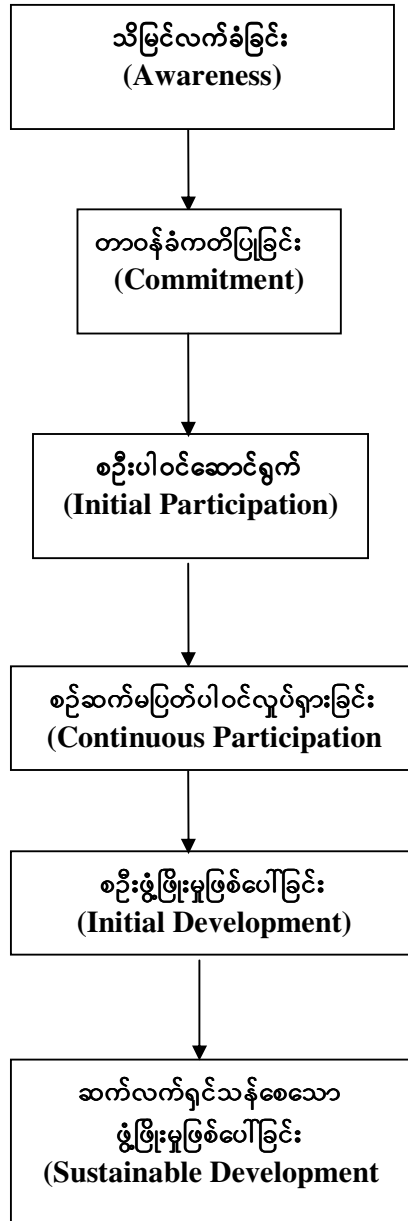 သိမြင်လက်ခံခြင်း
(Awareness)
တာဝန်ခံကတိပြုခြင်း
(Commitment)
စဦးပါဝင်ဆောင်ရွက်
(Initial Participation)
စဉ်ဆက်မပြတ်ပါဝင်လှုပ်ရှားခြင်း
(Continuous Participation
စဦးဖွံ့ဖြိုးမှုဖြစ်ပေါ်ခြင်း
(Initial Development)
ဆက်လက်ရှင်သန်စေသော
ဖွံ့ဖြိုးမှုဖြစ်ပေါ်ခြင်း
(Sustainable Development